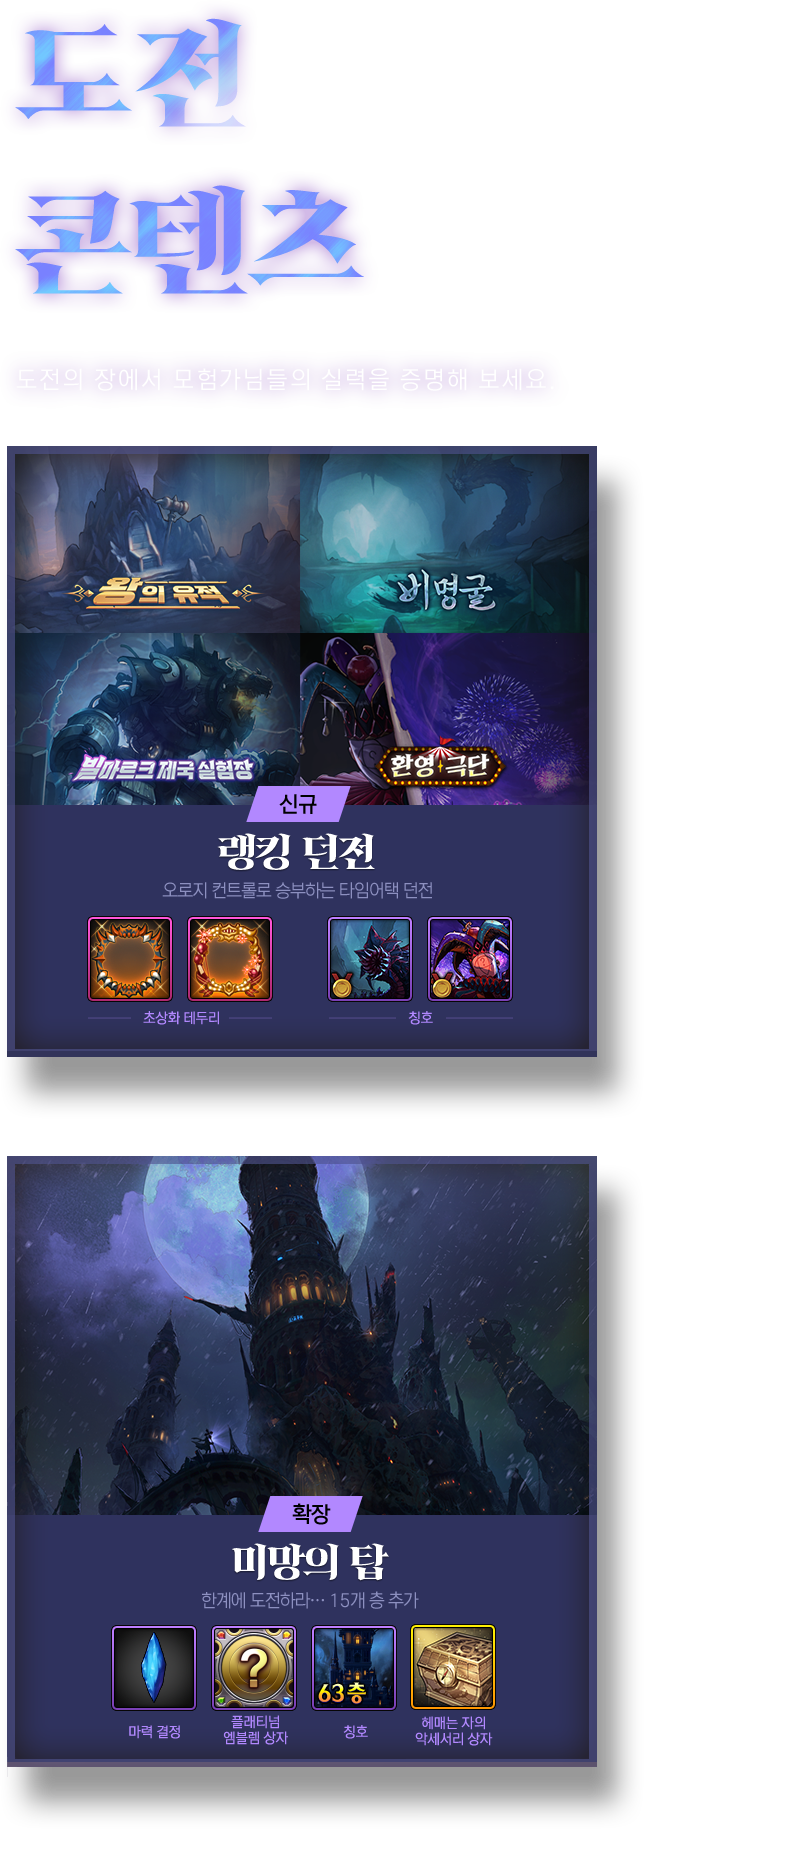 도전
콘텐츠
도전의 장에서 모험가님들의 실력을 증명해 보세요.
왕의 유적
비명굴
빌마르크 제국 실험장
환영 극단
신규
랭킹 던전
오로지 컨트롤로 승부하는 타임어택 던전
초상화 테두리
칭호
확장
미망의 탑
한계에 도전하라… 15개 층 추가
63층
마력 결정
플래티넘
엠블렘 상자
칭호
헤매는 자의
악세서리 상자